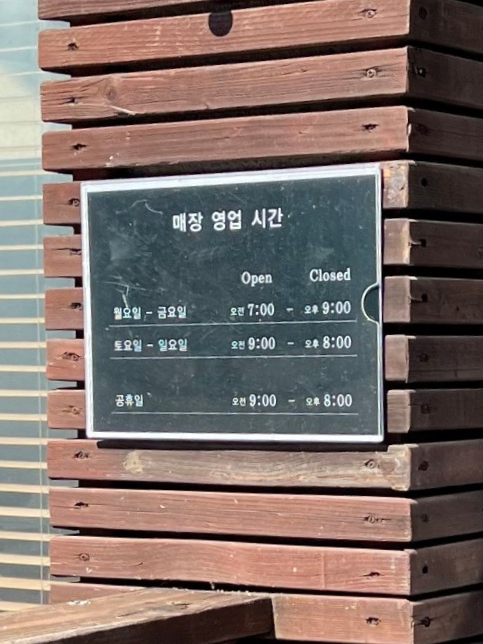 매장 영업 시간
Open Closed
월요일 - 금요일 오전 7:00 - 오후 9:00
토요일 - 일요일 오전 9:00 - 오후 8:00
공휴일 오전 9:00 - 오후 8:00